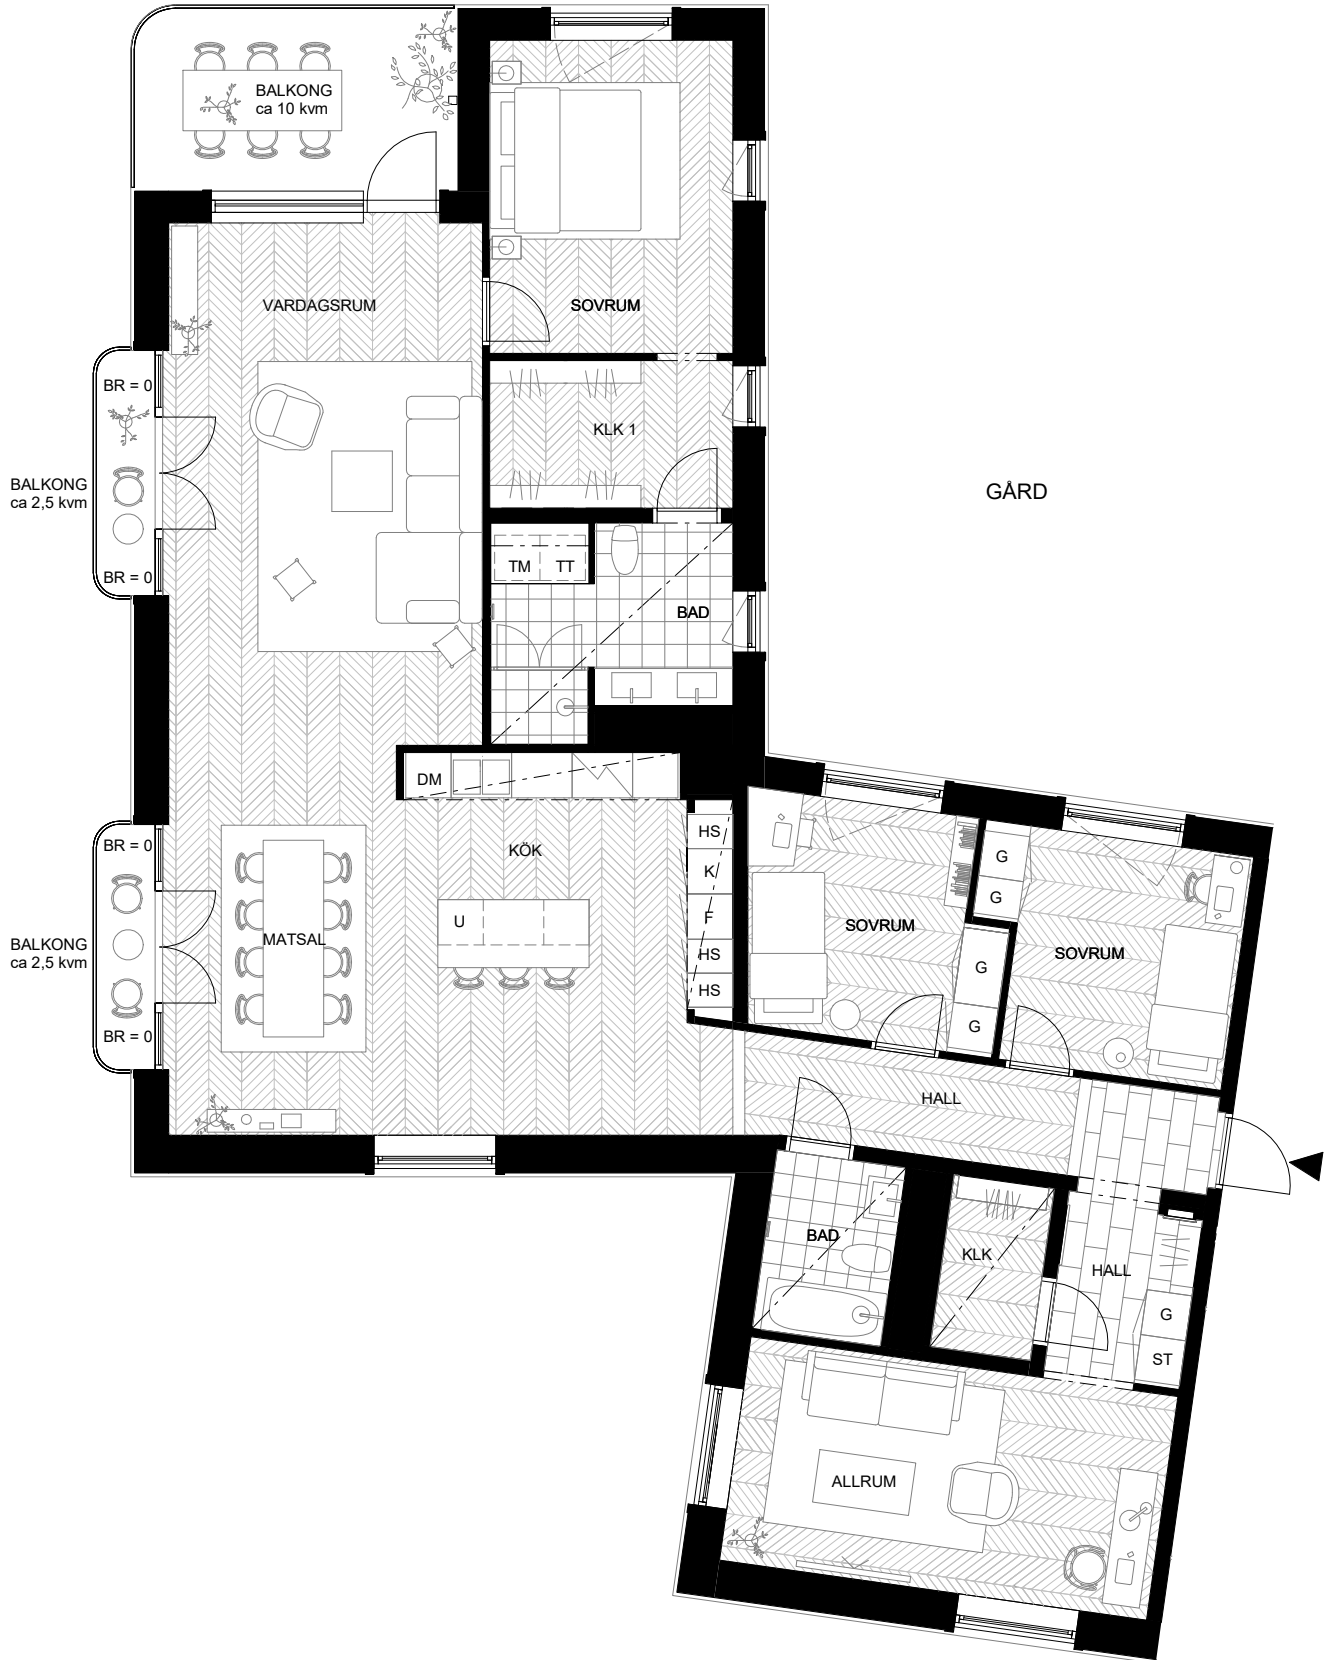 BALKONG
ca 10 kvm
VARDAGSRUM
SOVRUM
BR = 0
KLK 1
BALKONG
ca 2,5 kvm
GÅRD
BR = 0
TM TT
BAD
DM
BR = 0
KÖK
HS
K
F
HS
HS
U
MATSAL
BALKONG
ca 2,5 kvm
BR = 0
SOVRUM
G
G
G
G
SOVRUM
HALL
BAD
KLK
HALL
G
ST
ALLRUM